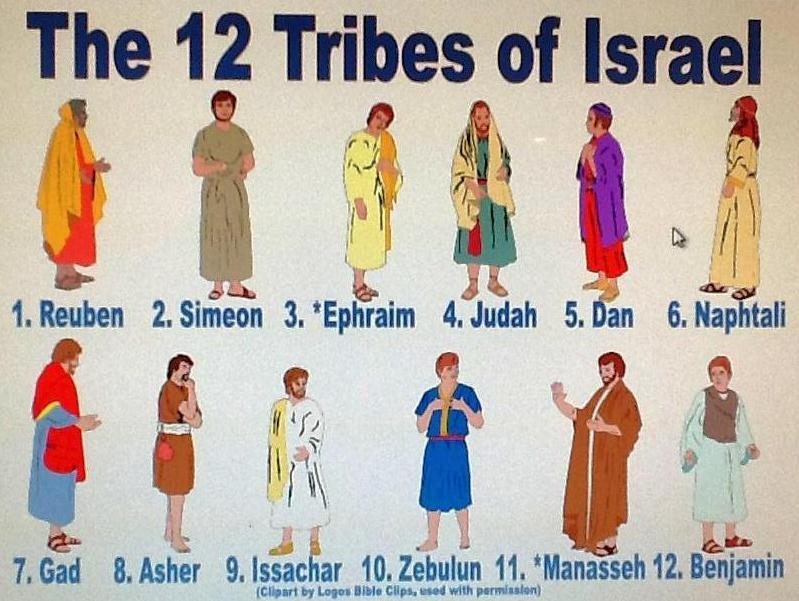 The 12 Tribes of Israel
1. Reuben 2. Simeon 3. *Ephraim 4. Judah 5. Dan 6. Naphtali
7. Gad 8. Asher 9. Issachar 10. Zebulun 11. *Manasseh 12. Benjamin
(Clipart by Logos Bible Clips, used with permission)